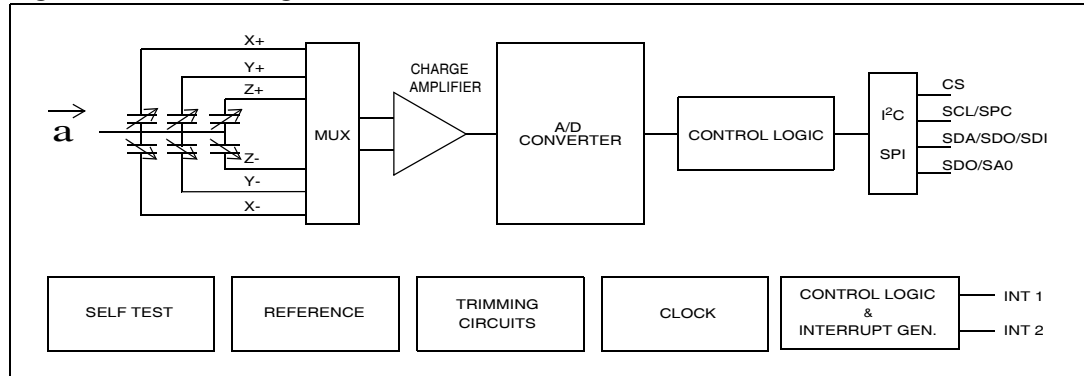 X+
Y+
Z+
a
Z-
Y-
X-
MUX
CHARGE
AMPLIFIER
A/D
CONVERTER
CONTROL LOGIC
I²C
SPI
CS
SCL/SPC
SDA/SDO/SDI
SDO/SA0
SELF TEST
REFERENCE
TRIMMING
CIRCUITS
CLOCK
CONTROL LOGIC
&
INTERRUPT GEN.
INT 1
INT 2